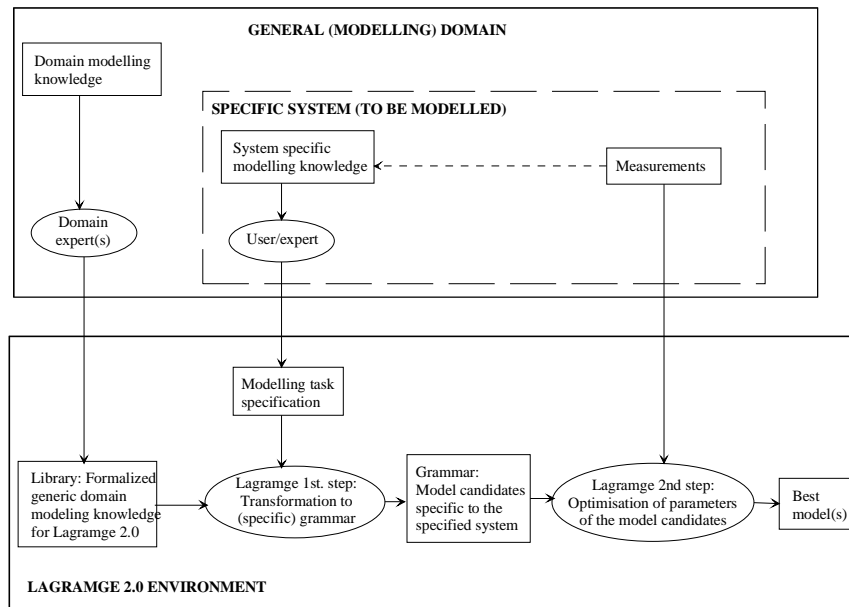 GENERAL (MODELLING) DOMAIN
Domain modelling
knowledge
SPECIFIC SYSTEM (TO BE MODELLED)
System specific
modelling knowledge
Measurements
Domain
expert(s)
User/expert
Modelling task
specification
Library: Formalized
generic domain
modeling knowledge
for Lagramge 2.0
Lagramge 1st. step:
Transformation to
(specific) grammar
Grammar:
Model candidates
specific to the
specified system
Lagramge 2nd step:
Optimisation of parameters
of the model candidates
Best
model(s)
LAGRAMGE 2.0 ENVIRONMENT